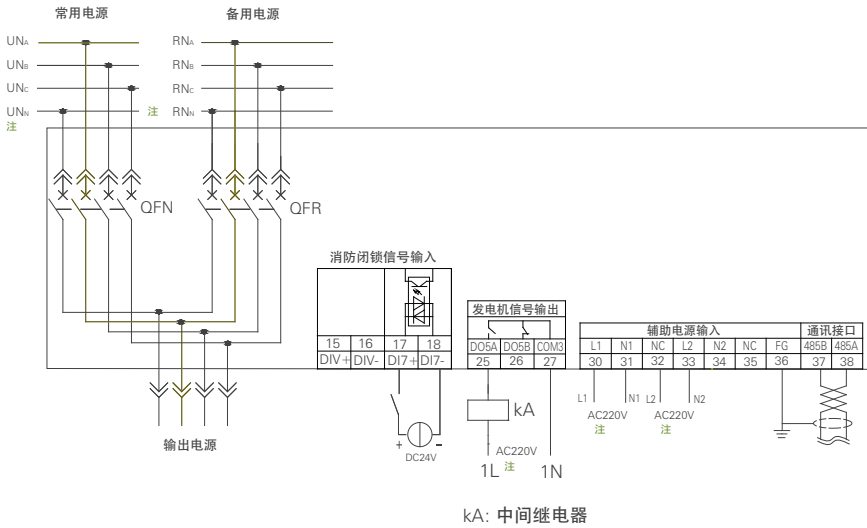 常用电源 备用电源
UNA RNA
UNB RNB
UNC RNC
UNN 注 RNN
注
QFN QFR
消防闭锁信号输入
15 16 17 18
DIV+ DIV- DI7+ DI7-
发电机信号输出
DO5A DO5B COM3
25 26 27
辅助电源输入 通讯接口
L1 N1 NC L2 N2 NC FG 485B 485A
30 31 32 33 34 35 36 37 38
L1 N1 L2 N2
AC220V AC220V
注 注
kA
+ -
DC24V
AC220V
1L 注 1N
输出电源
kA: 中间继电器